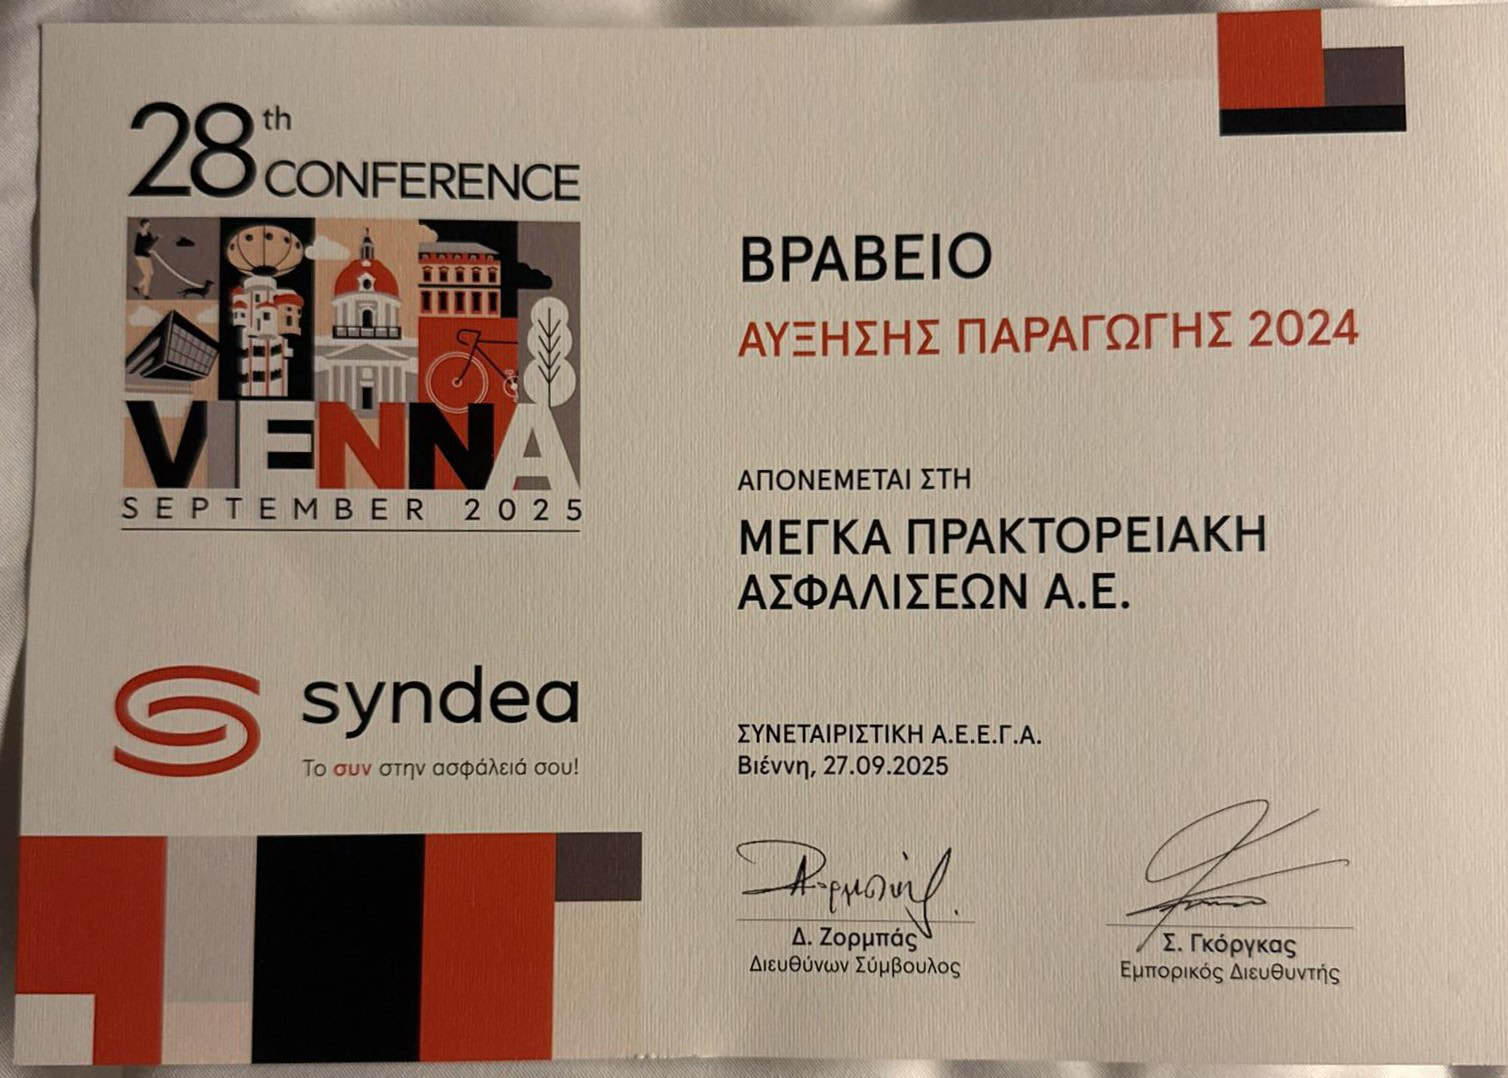 28th
CONFERENCE
VIENNA
SEPTEMBER 2025
syndea
Το συν στην ασφάλειά σου!
ΒΡΑΒΕΙΟ
ΑΥΞΗΣΗΣ ΠΑΡΑΓΩΓΗΣ 2024
ΑΠΟΝΕΜΕΤΑΙ ΣΤΗ
ΜΕΓΚΑ ΠΡΑΚΤΟΡΕΙΑΚΗ
ΑΣΦΑΛΙΣΕΩΝ Α.Ε.
ΣΥΝΕΤΑΙΡΙΣΤΙΚΗ Α.Ε.Ε.Γ.Α.
Βιέννη, 27.09.2025
Δ. Ζορμπάς
Διευθύνων Σύμβουλος
Σ. Γκόργκας
Εμπορικός Διευθυντής